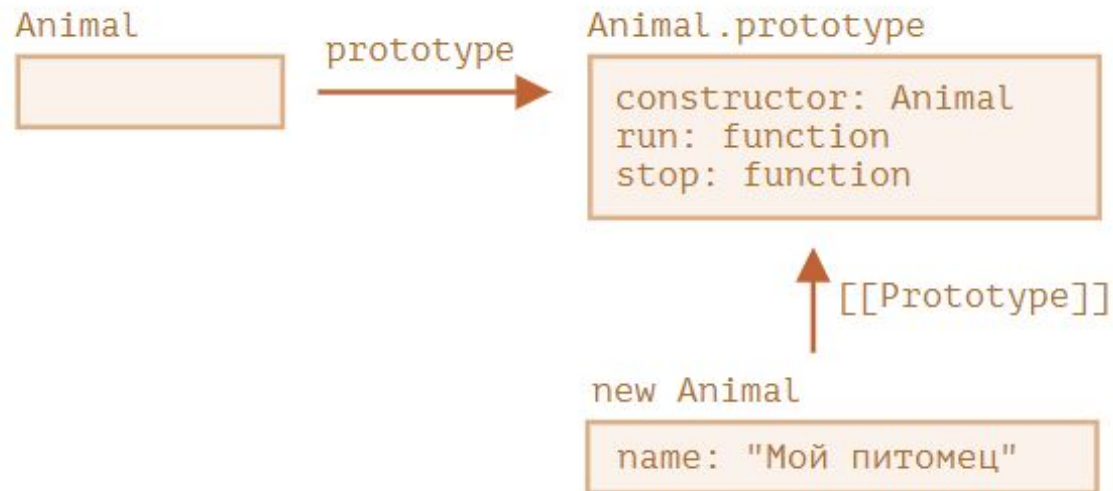 Animal
prototype
Animal.prototype
constructor: Animal
run: function
stop: function
[[Prototype]]
new Animal
name: "Мой питомец"